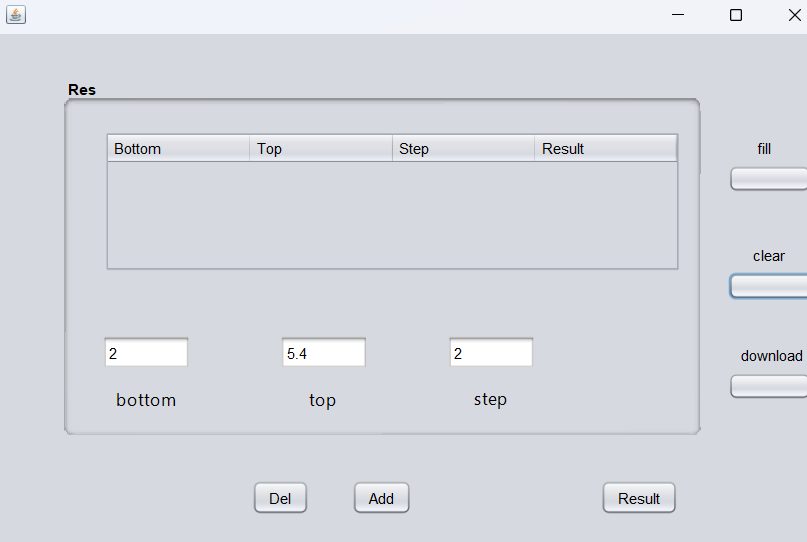 Res
Bottom Top Step Result
fill
clear
2 5.4 2
download
bottom top step
Del Add Result